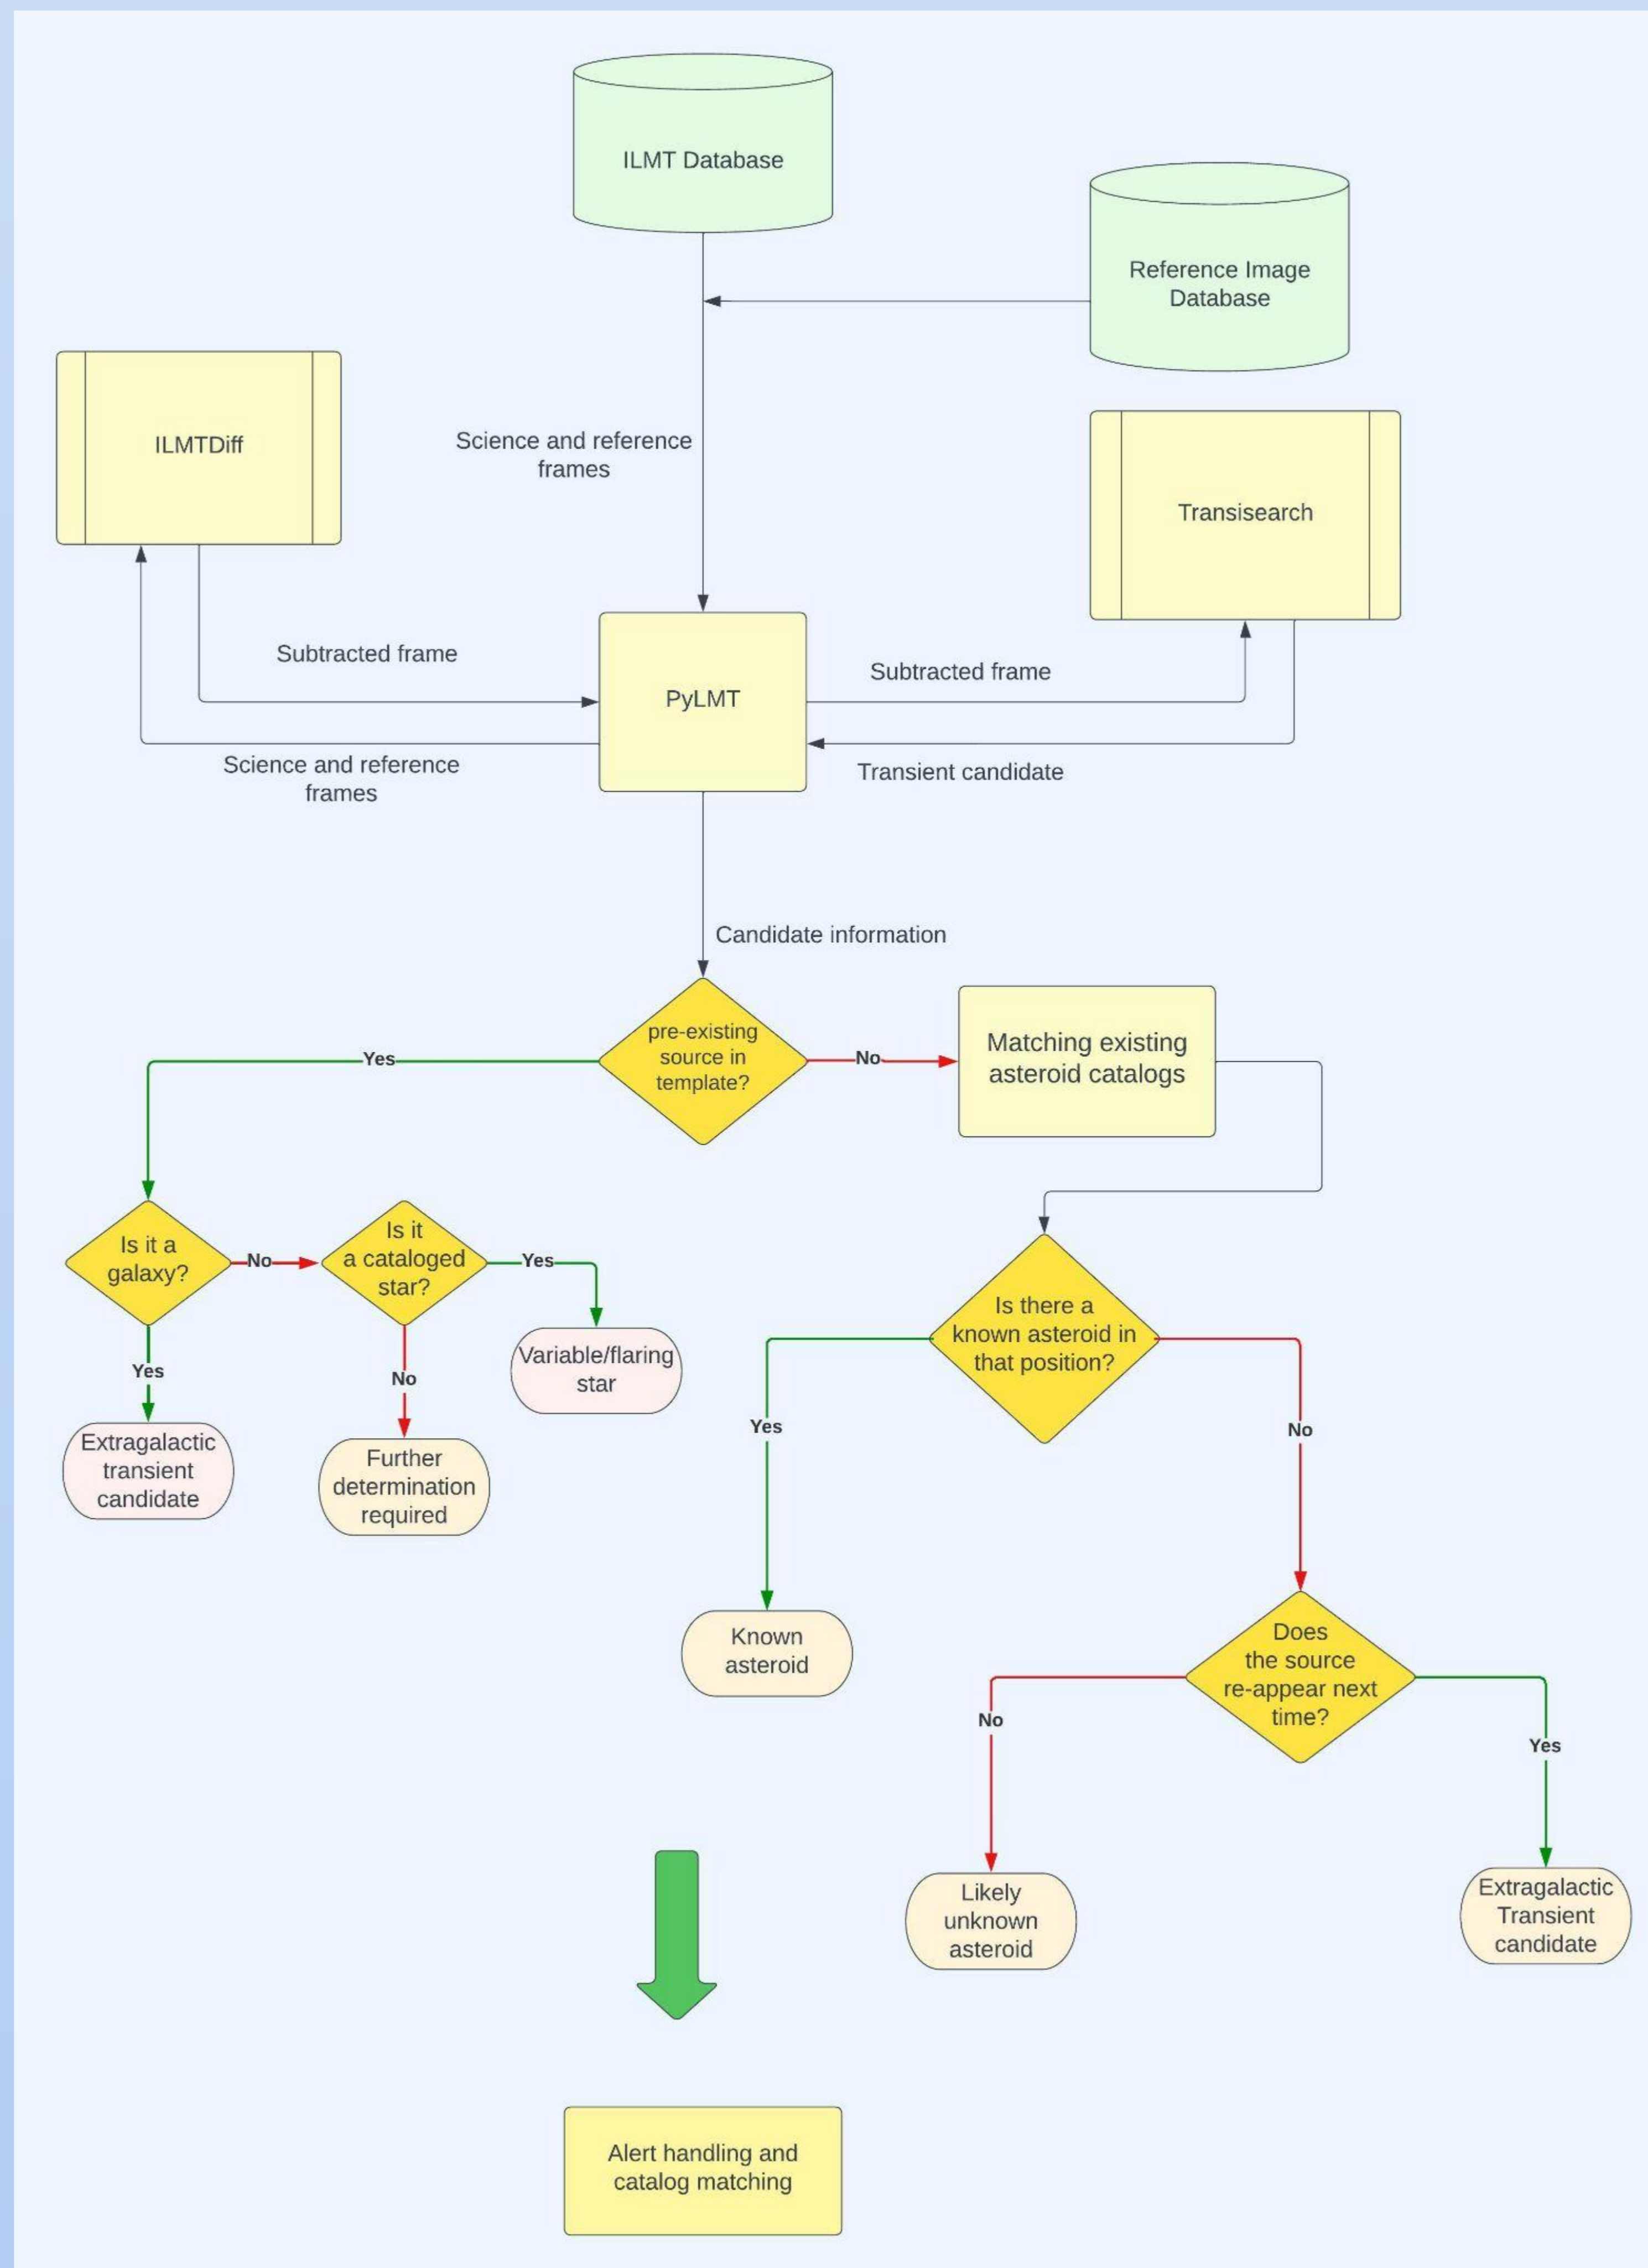 ILMT Database
Reference Image
Database
ILMTDiff
Science and reference
frames
Transisearch
Subtracted frame
Subtracted frame
PyLMT
Science and reference
frames
Transient candidate
Candidate information
pre-existing
source in
template?
Yes
No
Matching existing
asteroid catalogs
Is it a
galaxy?
No
Is it
a cataloged
star?
Yes
Variable/flaring
star
Yes
Extragalactic
transient
candidate
No
Further
determination
required
Is there a
known asteroid in
that position?
Yes
No
Known
asteroid
Does
the source
re-appear next
time?
No
Yes
Likely
unknown
asteroid
Extragalactic
Transient
candidate
Alert handling and
catalog matching